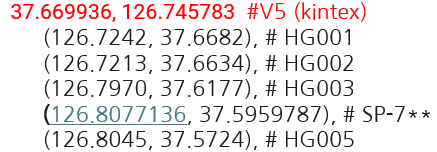 37.669936, 126.745783 #V5 (kintex)
(126.7242, 37.6682), # HG001
(126.7213, 37.6634), # HG002
(126.7970, 37.6177), # HG003
(126.8077136, 37.5959787), # SP-7**
(126.8045, 37.5724), # HG005